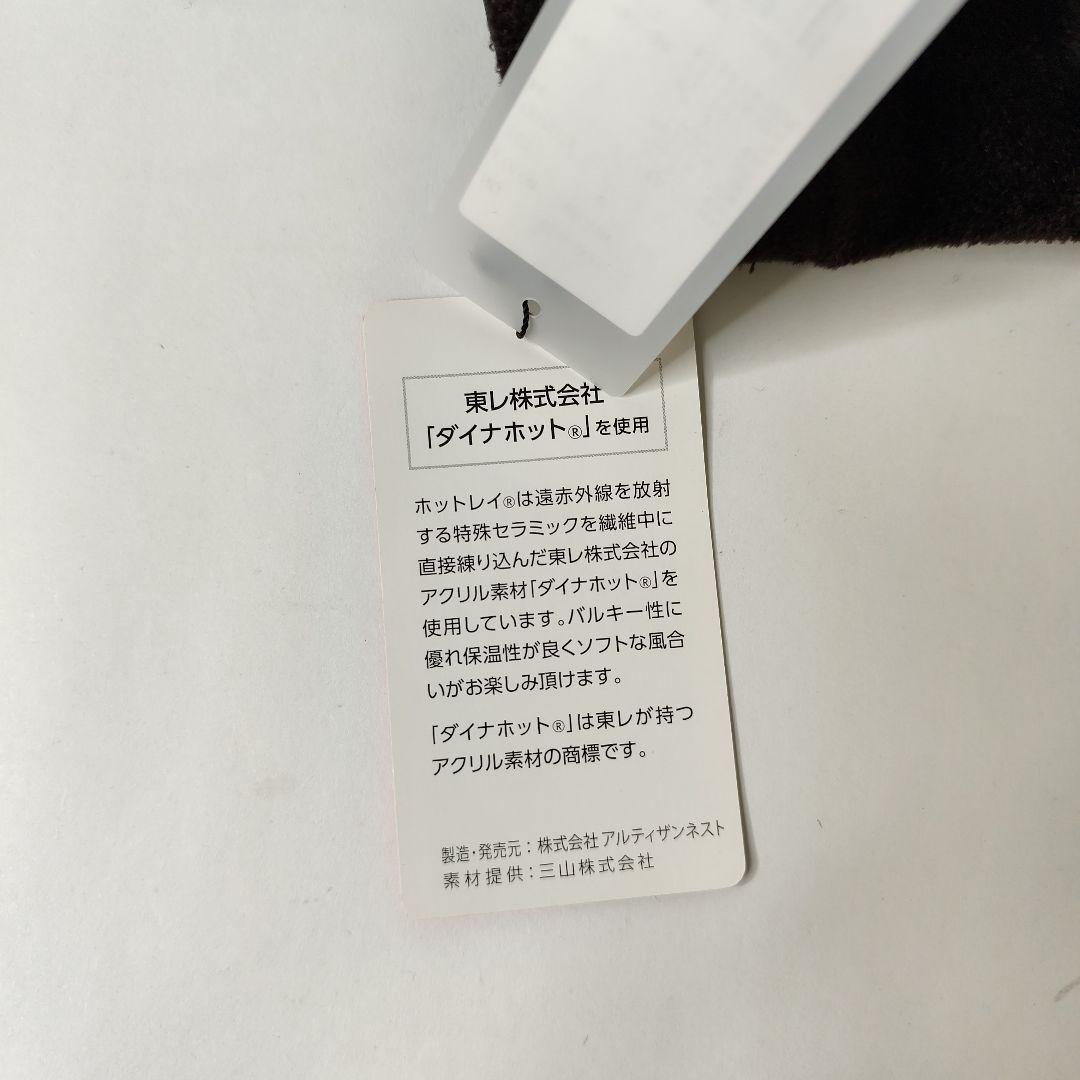 東レ株式会社
「ダイナホット®」を使用
ホットレイ®は遠赤外線を放射
する特殊セラミックを繊維中に
直接練り込んだ東レ株式会社の
アクリル素材「ダイナホット®」を
使用しています。バルキー性に
優れ保温性が良くソフトな風合
いがお楽しみ頂けます。
「ダイナホット®」は東レが持つ
アクリル素材の商標です。
製造・発売元：株式会社アルティザンネスト
素材提供：三山株式会社